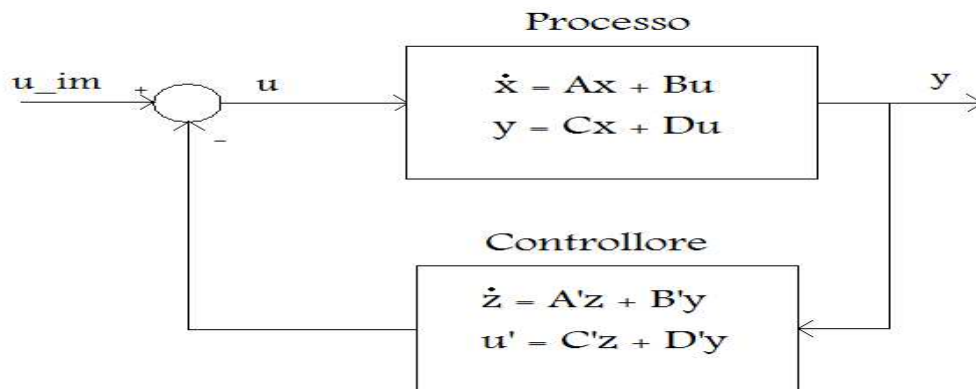 Processo
u_im
+
u
ẋ = Ax + Bu
y = Cx + Du
y
-
Controllore
ż = A'z + B'y
u' = C'z + D'y